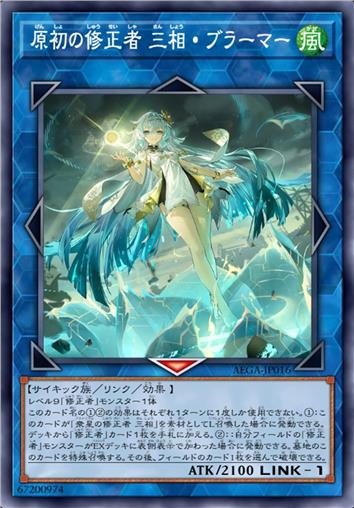 原初の修正者 三相・ブラーマー
嵐
AEGA-JP016
【サイキック族／リンク／効果】
レベル9「修正者」モンスター1体
このカード名の①②の効果はそれぞれ1ターンに1度しか使用できない。①：こ
のカードが「衆星の修正者 三相」を素材としてL召喚した場合に発動できる。
デッキから「修正者」カード1枚を手札に加える。②：自分フィールドの「修正
者」モンスターがEXデッキに表側表示で加わった場合に発動できる。墓地のこ
のカードを特殊召喚する。その後、フィールドのカード1枚を選んで破壊できる。
ATK/2100 LINK-1
67200974